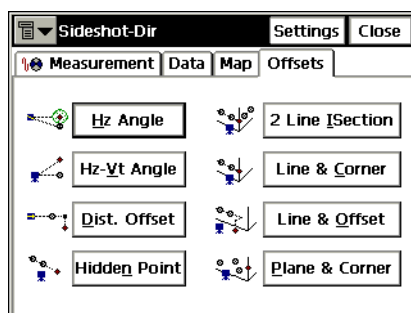 Sideshot-Dir Settings Close
Measurement Data Map Offsets
Hz Angle 2 Line ISection
Hz-Vt Angle Line & Corner
Dist. Offset Line & Offset
Hidden Point Plane & Corner